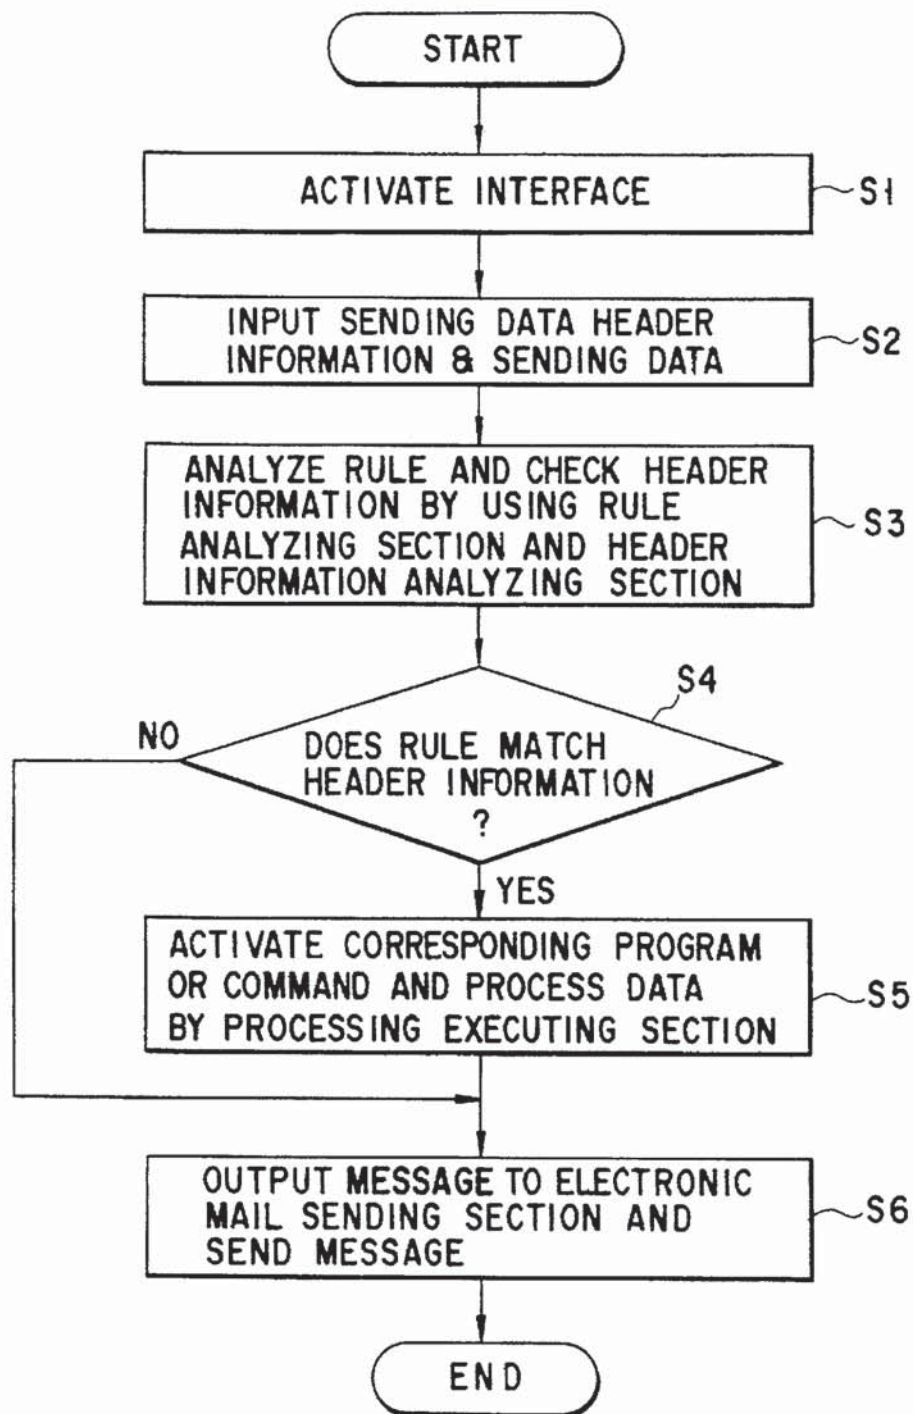 START
ACTIVATE INTERFACE
S1
INPUT SENDING DATA HEADER
INFORMATION & SENDING DATA
S2
ANALYZE RULE AND CHECK HEADER
INFORMATION BY USING RULE
ANALYZING SECTION AND HEADER
INFORMATION ANALYZING SECTION
S3
S4
NO
DOES RULE MATCH
HEADER INFORMATION
?
YES
ACTIVATE CORRESPONDING PROGRAM
OR COMMAND AND PROCESS DATA
BY PROCESSING EXECUTING SECTION
S5
OUTPUT MESSAGE TO ELECTRONIC
MAIL SENDING SECTION AND
SEND MESSAGE
S6
END